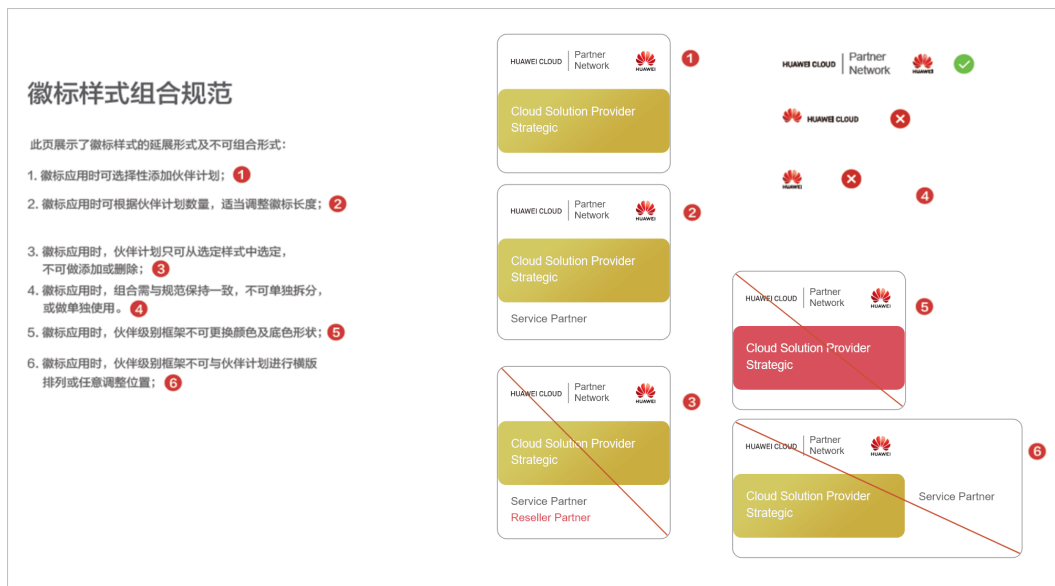 徽标样式组合规范
此页展示了徽标样式的延展形式及不可组合形式：
1. 徽标应用时可选择性添加伙伴计划； 1
2. 徽标应用时可根据伙伴计划数量，适当调整徽标长度； 2
3. 徽标应用时，伙伴计划只可从选定样式中选定，
不可做添加或删除； 3
4. 徽标应用时，组合需与规范保持一致，不可单独拆分，
或做单独使用。 4
5. 徽标应用时，伙伴级别框架不可更换颜色及底色形状； 5
6. 徽标应用时，伙伴级别框架不可与伙伴计划进行横版
排列或任意调整位置； 6
HUAWEI CLOUD
Partner
Network
HUAWEI
1
Cloud Solution Provider
Strategic
HUAWEI CLOUD
Partner
Network
HUAWEI
2
Cloud Solution Provider
Strategic
Service Partner
HUAWEI CLOUD
Partner
Network
HUAWEI
3
Cloud Solution Provider
Strategic
Service Partner
Reseller Partner
HUAWEI CLOUD
Partner
Network
HUAWEI
HUAWEI CLOUD
HUAWEI
4
HUAWEI CLOUD
Partner
Network
HUAWEI
5
Cloud Solution Provider
Strategic
HUAWEI CLOUD
Partner
Network
HUAWEI
6
Cloud Solution Provider
Strategic
Service Partner